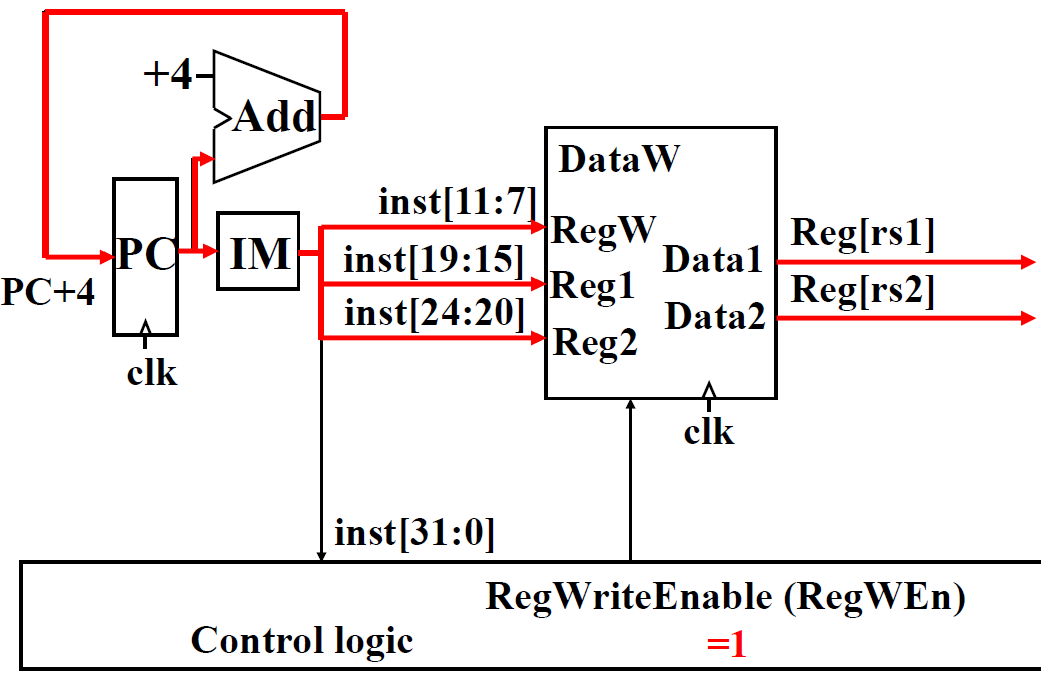 +4
Add
DataW
inst[11:7]
RegW
Reg[rs1]
PC
IM
inst[19:15]
Data1
Reg1
Reg[rs2]
PC+4
inst[24:20]
Data2
Reg2
clk
clk
inst[31:0]
RegWriteEnable (RegWEn)
Control logic
=1